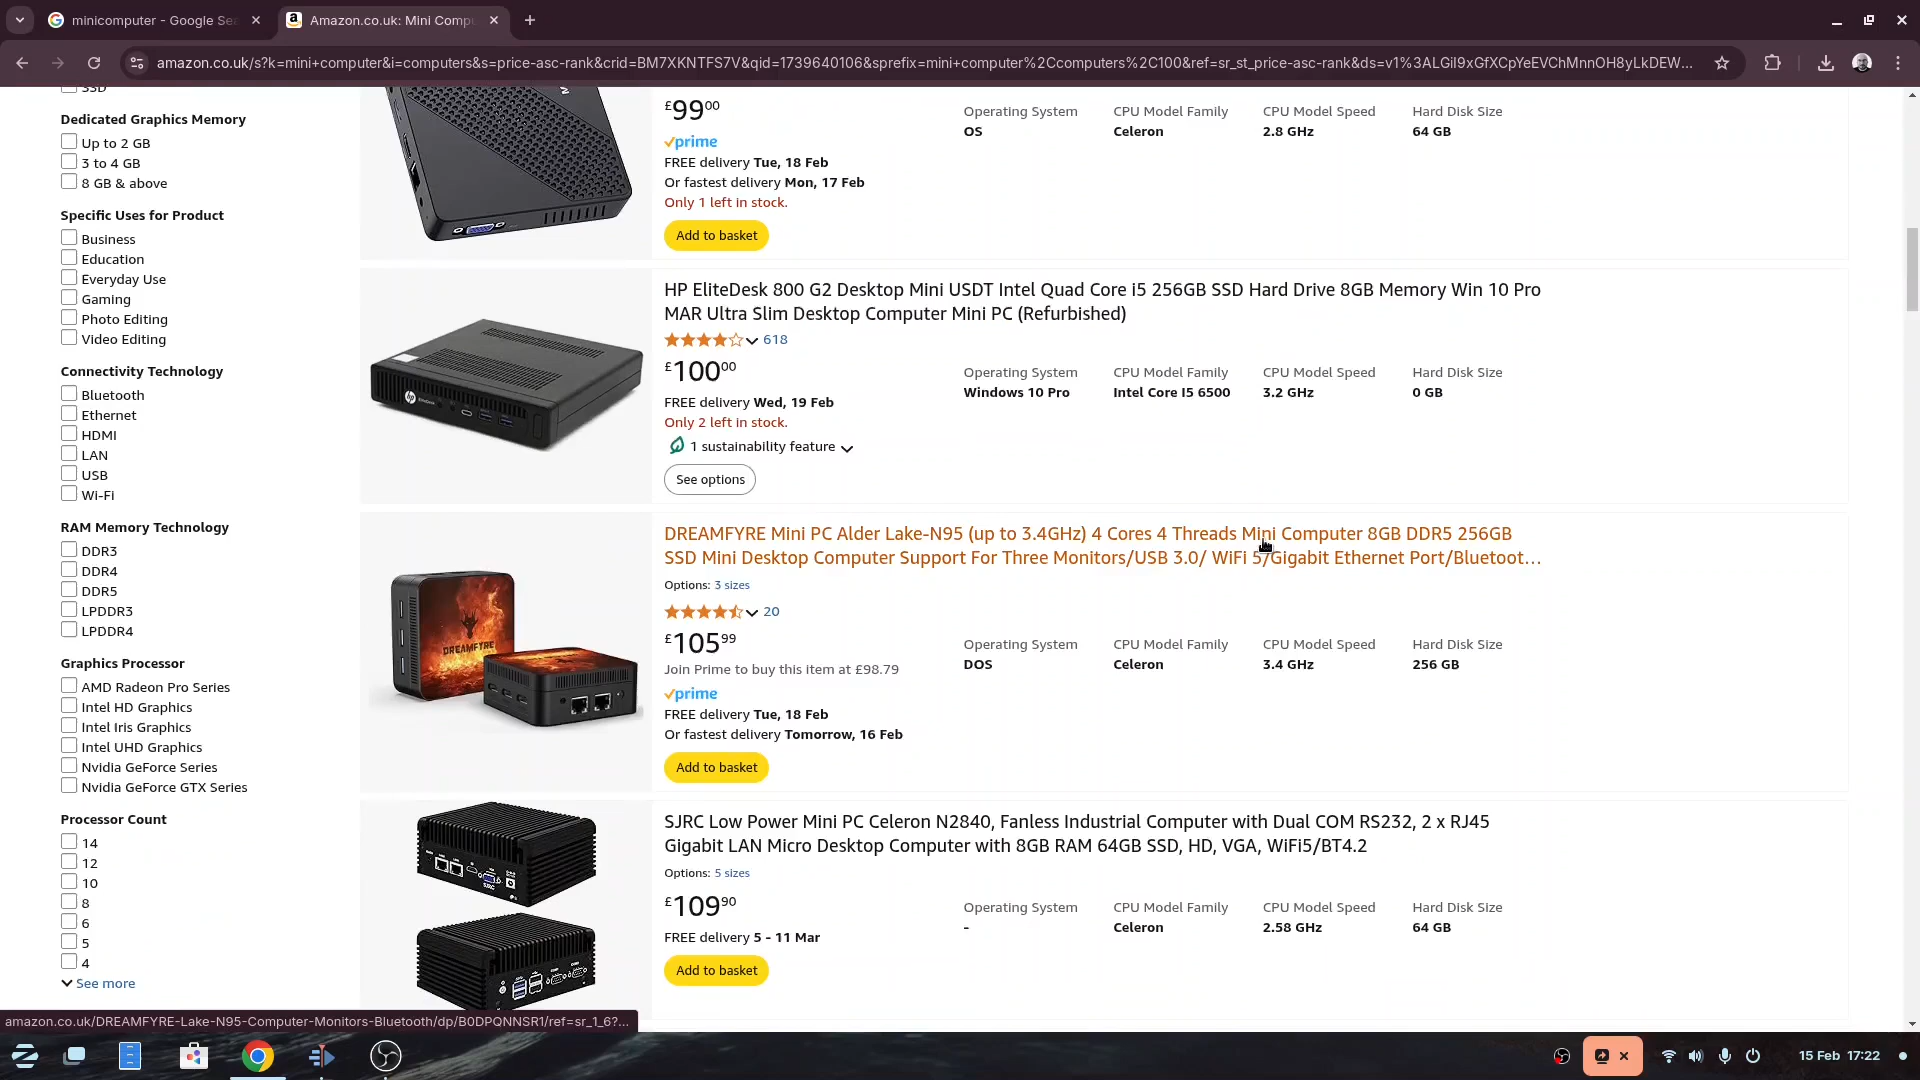 minicomputer - Google Se
Amazon.co.uk: Mini Compu
amazon.co.uk/s?k=mini+computer&i=computers&s=price-asc-rank&crid=BM7XKNTFS7V&qid=1739640106&sprefix=mini+computer%2Ccomputers%2C100&ref=sr_st_price-asc-rank&ds=v1%3ALGiI9xGfXCpYeEVChMnnOH8yLkDEW...
SSD
Dedicated Graphics Memory
Up to 2 GB
3 to 4 GB
8 GB & above
Specific Uses for Product
Business
Education
Everyday Use
Gaming
Photo Editing
Video Editing
Connectivity Technology
Bluetooth
Ethernet
HDMI
LAN
USB
Wi-Fi
RAM Memory Technology
DDR3
DDR4
DDR5
LPDDR3
LPDDR4
Graphics Processor
AMD Radeon Pro Series
Intel HD Graphics
Intel Iris Graphics
Intel UHD Graphics
Nvidia GeForce Series
Nvidia GeForce GTX Series
Processor Count
14
12
10
8
6
5
4
See more
£99 00
prime
FREE delivery Tue, 18 Feb
Or fastest delivery Mon, 17 Feb
Only 1 left in stock.
Add to basket
Operating System CPU Model Family CPU Model Speed Hard Disk Size
OS Celeron 2.8 GHz 64 GB
HP EliteDesk 800 G2 Desktop Mini USDT Intel Quad Core i5 256GB SSD Hard Drive 8GB Memory Win 10 Pro
MAR Ultra Slim Desktop Computer Mini PC (Refurbished)
618
£100 00
FREE delivery Wed, 19 Feb
Only 2 left in stock.
1 sustainability feature
See options
Operating System CPU Model Family CPU Model Speed Hard Disk Size
Windows 10 Pro Intel Core I5 6500 3.2 GHz 0 GB
DREAMFYRE
DREAMFYRE Mini PC Alder Lake-N95 (up to 3.4GHz) 4 Cores 4 Threads Mini Computer 8GB DDR5 256GB
SSD Mini Desktop Computer Support For Three Monitors/USB 3.0/ WiFi 5/Gigabit Ethernet Port/Bluetoot...
Options: 3 sizes
20
£105 99
Join Prime to buy this item at £98.79
prime
FREE delivery Tue, 18 Feb
Or fastest delivery Tomorrow, 16 Feb
Add to basket
Operating System CPU Model Family CPU Model Speed Hard Disk Size
DOS Celeron 3.4 GHz 256 GB
SJRC Low Power Mini PC Celeron N2840, Fanless Industrial Computer with Dual COM RS232, 2 x RJ45
Gigabit LAN Micro Desktop Computer with 8GB RAM 64GB SSD, HD, VGA, WiFi5/BT4.2
Options: 5 sizes
£109 90
FREE delivery 5 - 11 Mar
Add to basket
Operating System CPU Model Family CPU Model Speed Hard Disk Size
- Celeron 2.58 GHz 64 GB
amazon.co.uk/DREAMFYRE-Lake-N95-Computer-Monitors-Bluetooth/dp/B0DPQNNSR1/ref=sr_1_6?...
15 Feb 17:22